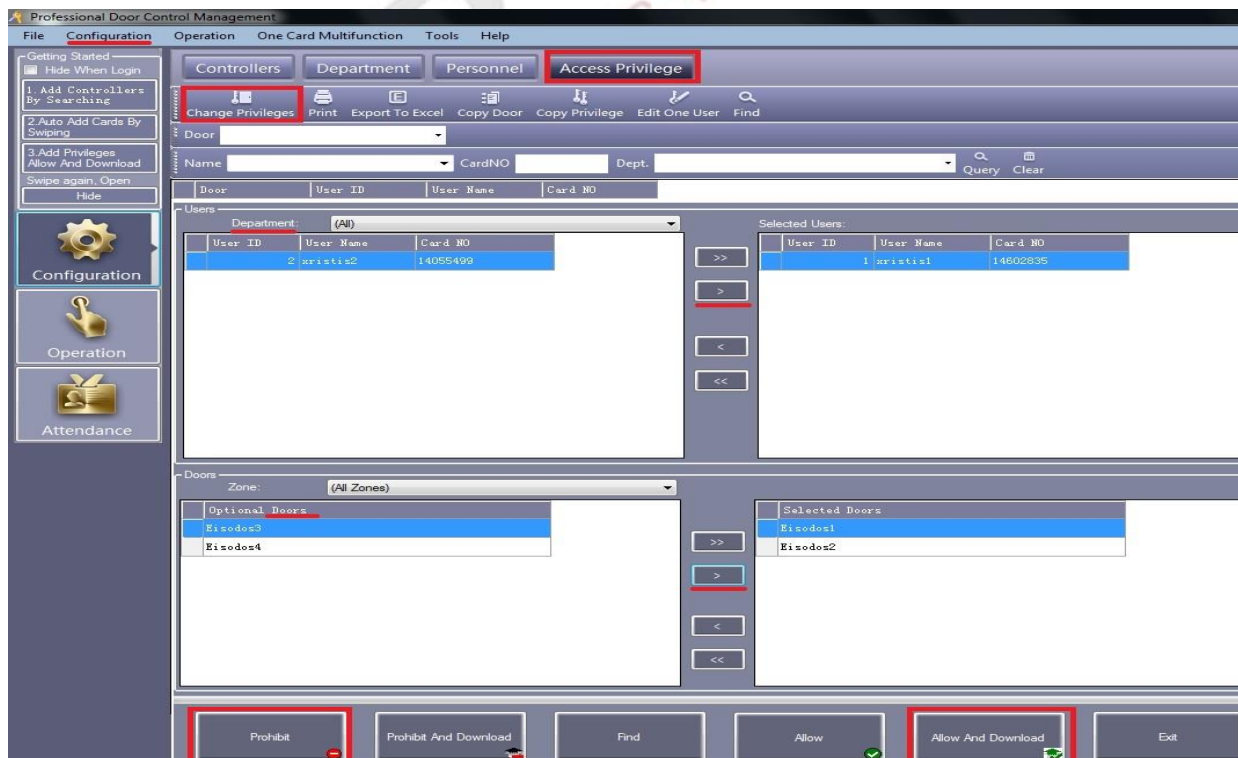 Professional Door Control Management
File Configuration Operation One Card Multifunction Tools Help
Getting Started
Hide When Login
1.Add Controllers
By Searching
2.Auto Add Cards By
Swiping
3.Add Privileges
Allow And Download
Swipe again, Open
Hide
Configuration
Operation
Attendance
Controllers Department Personnel Access Privilege
Change Privileges Print Export To Excel Copy Door Copy Privilege Edit One User Find
Door
Name CardNO Dept. Query Clear
Door User ID User Name Card NO
Users
Department: (All)
User ID User Name Card NO
2 xristis2 14055499
>>
>
<
<<
Selected Users:
User ID User Name Card NO
1 xristis1 14602835
Doors
Zone: (All Zones)
Optional Doors
Eisodos3
Eisodos4
>>
>
<
<<
Selected Doors
Eisodos1
Eisodos2
Prohibit Prohibit And Download Find Allow Allow And Download Exit